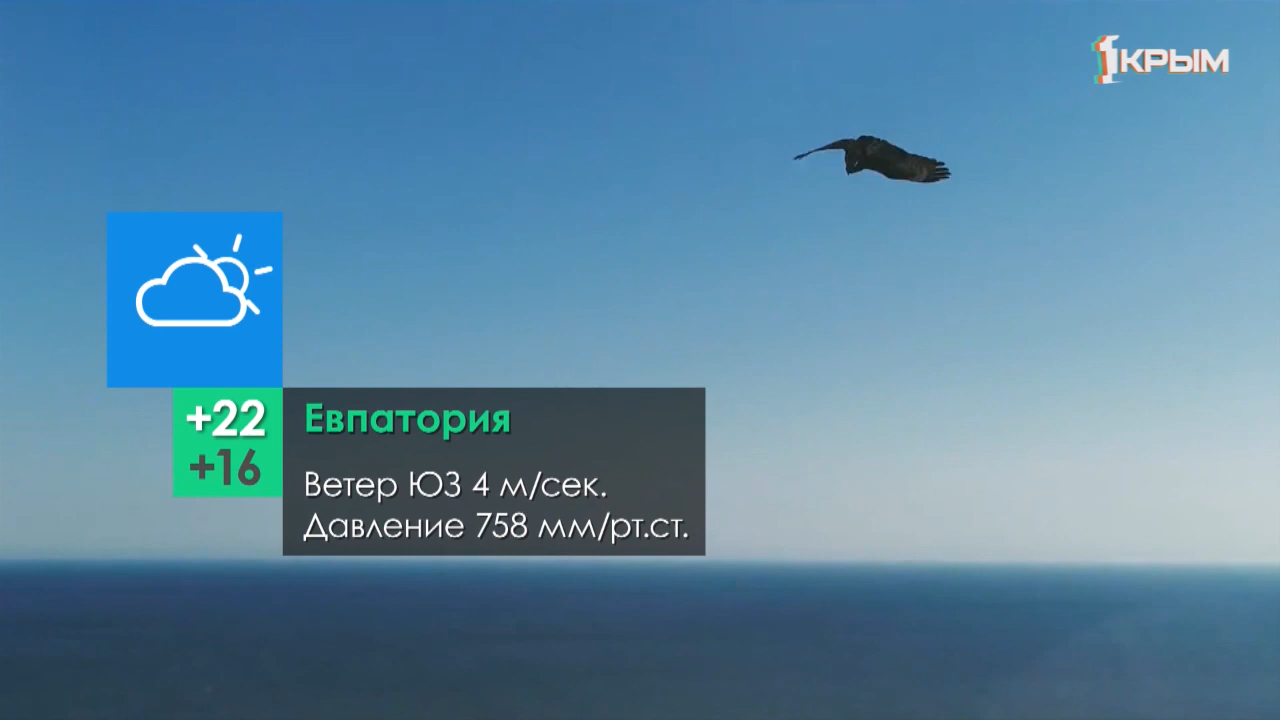 1КРЫМ
+22
+16
Евпатория
Ветер ЮЗ 4 м/сек.
Давление 758 мм/рт.ст.